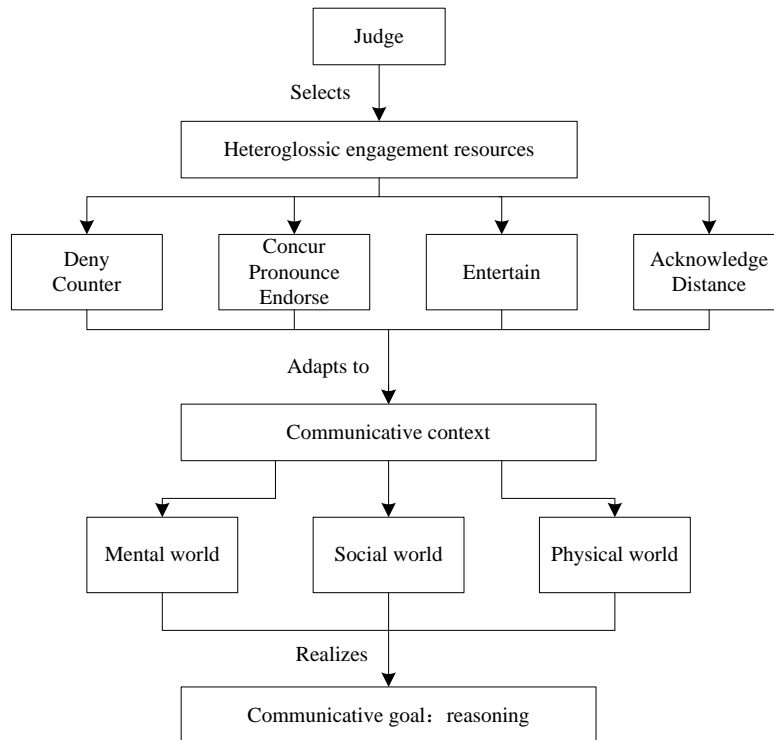 Judge
Selects
Heteroglossic engagement resources
Deny
Counter
Concur
Pronounce
Endorse
Entertain
Acknowledge
Distance
Adapts to
Communicative context
Mental world
Social world
Physical world
Realizes
Communicative goal：reasoning